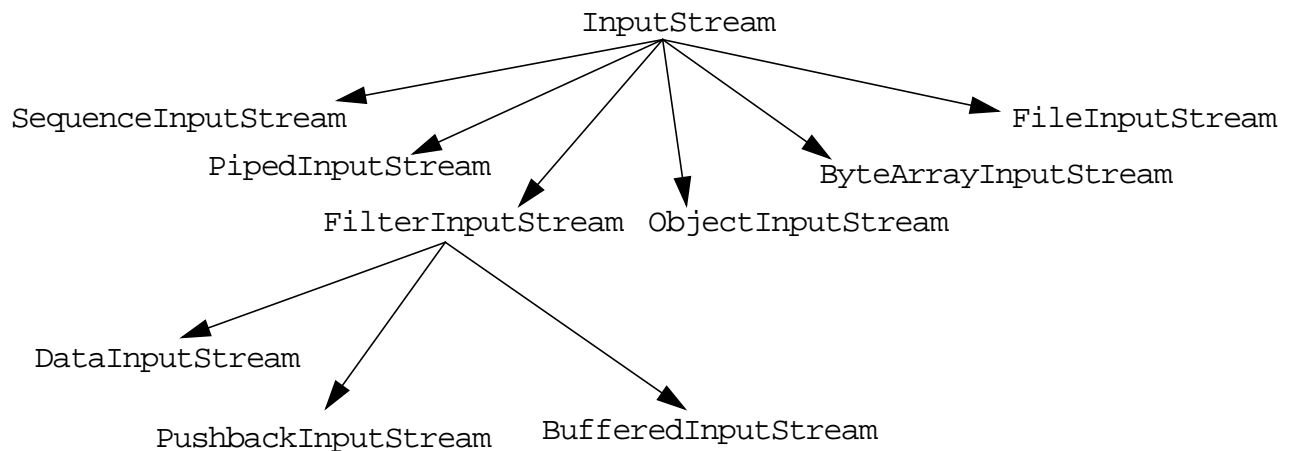 InputStream
SequenceInputStream
FileInputStream
PipedInputStream
ByteArrayInputStream
FilterInputStream
ObjectInputStream
DataInputStream
PushbackInputStream
BufferedInputStream